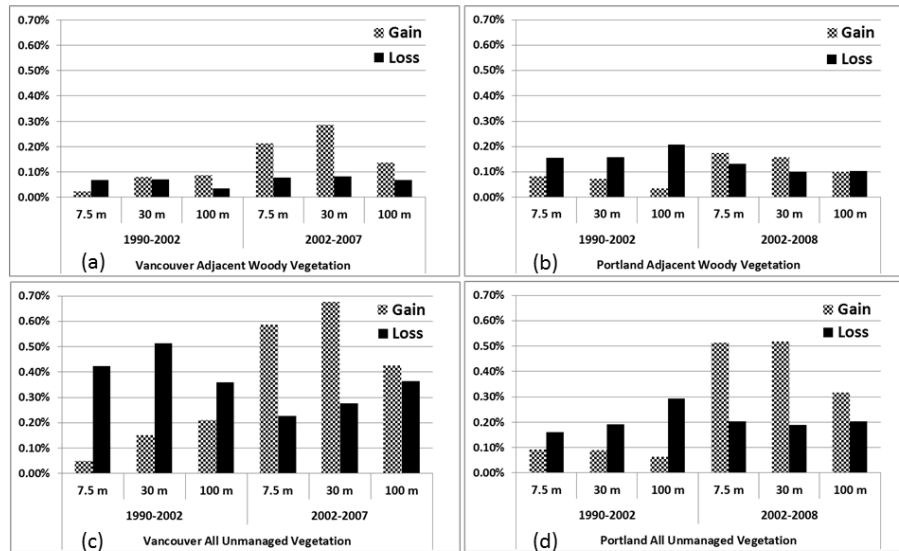 0.70%
0.60%
0.50%
0.40%
0.30%
0.20%
0.10%
0.00%
Gain
Loss
7.5 m 30 m 100 m 7.5 m 30 m 100 m
1990-2002 2002-2007
(a) Vancouver Adjacent Woody Vegetation
0.70%
0.60%
0.50%
0.40%
0.30%
0.20%
0.10%
0.00%
Gain
Loss
7.5 m 30 m 100 m 7.5 m 30 m 100 m
1990-2002 2002-2008
(b) Portland Adjacent Woody Vegetation
0.70%
0.60%
0.50%
0.40%
0.30%
0.20%
0.10%
0.00%
Gain
Loss
7.5 m 30 m 100 m 7.5 m 30 m 100 m
1990-2002 2002-2007
(c) Vancouver All Unmanaged Vegetation
0.70%
0.60%
0.50%
0.40%
0.30%
0.20%
0.10%
0.00%
Gain
Loss
7.5 m 30 m 100 m 7.5 m 30 m 100 m
1990-2002 2002-2008
(d) Portland All Unmanaged Vegetation